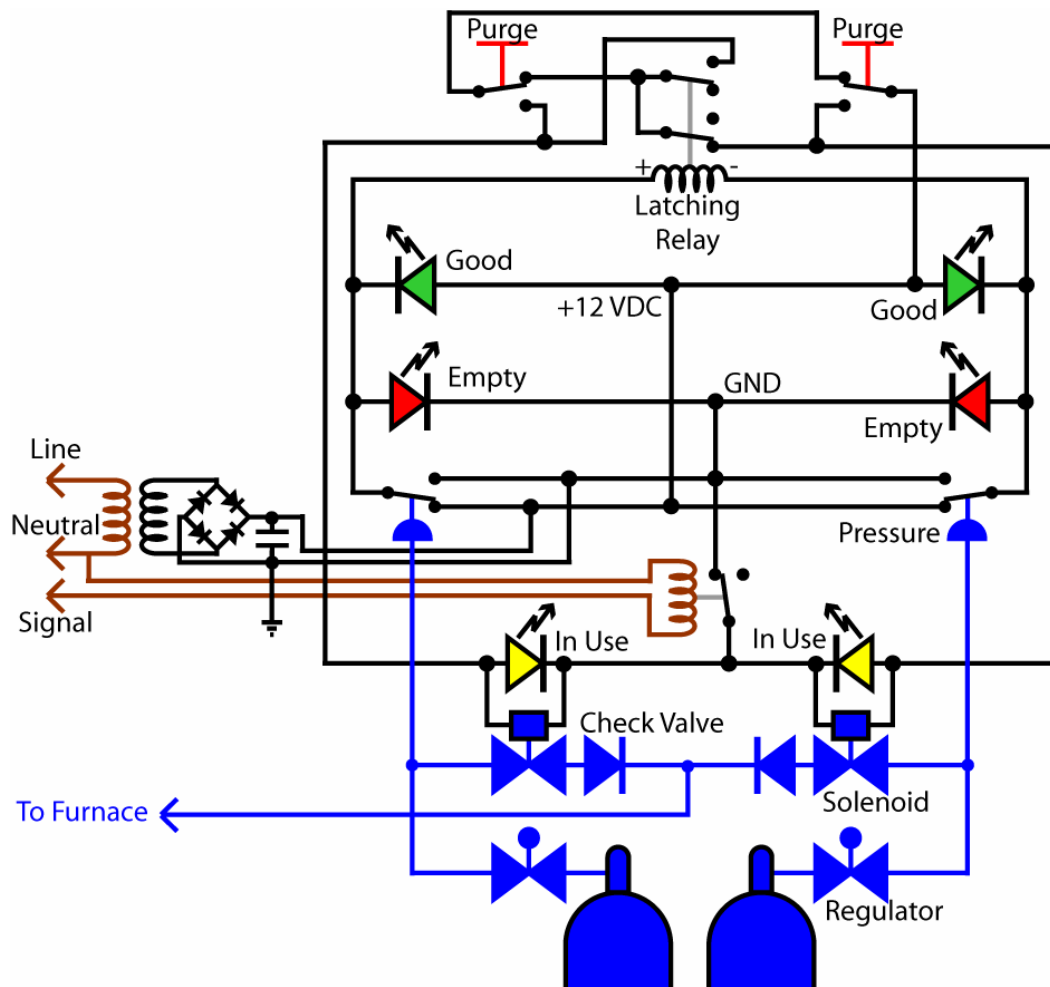 Purge
Purge
+ -
Latching
Relay
Good
+12 VDC
Good
Empty
GND
Empty
Line
Neutral
Pressure
Signal
In Use
In Use
Check Valve
To Furnace
Solenoid
Regulator